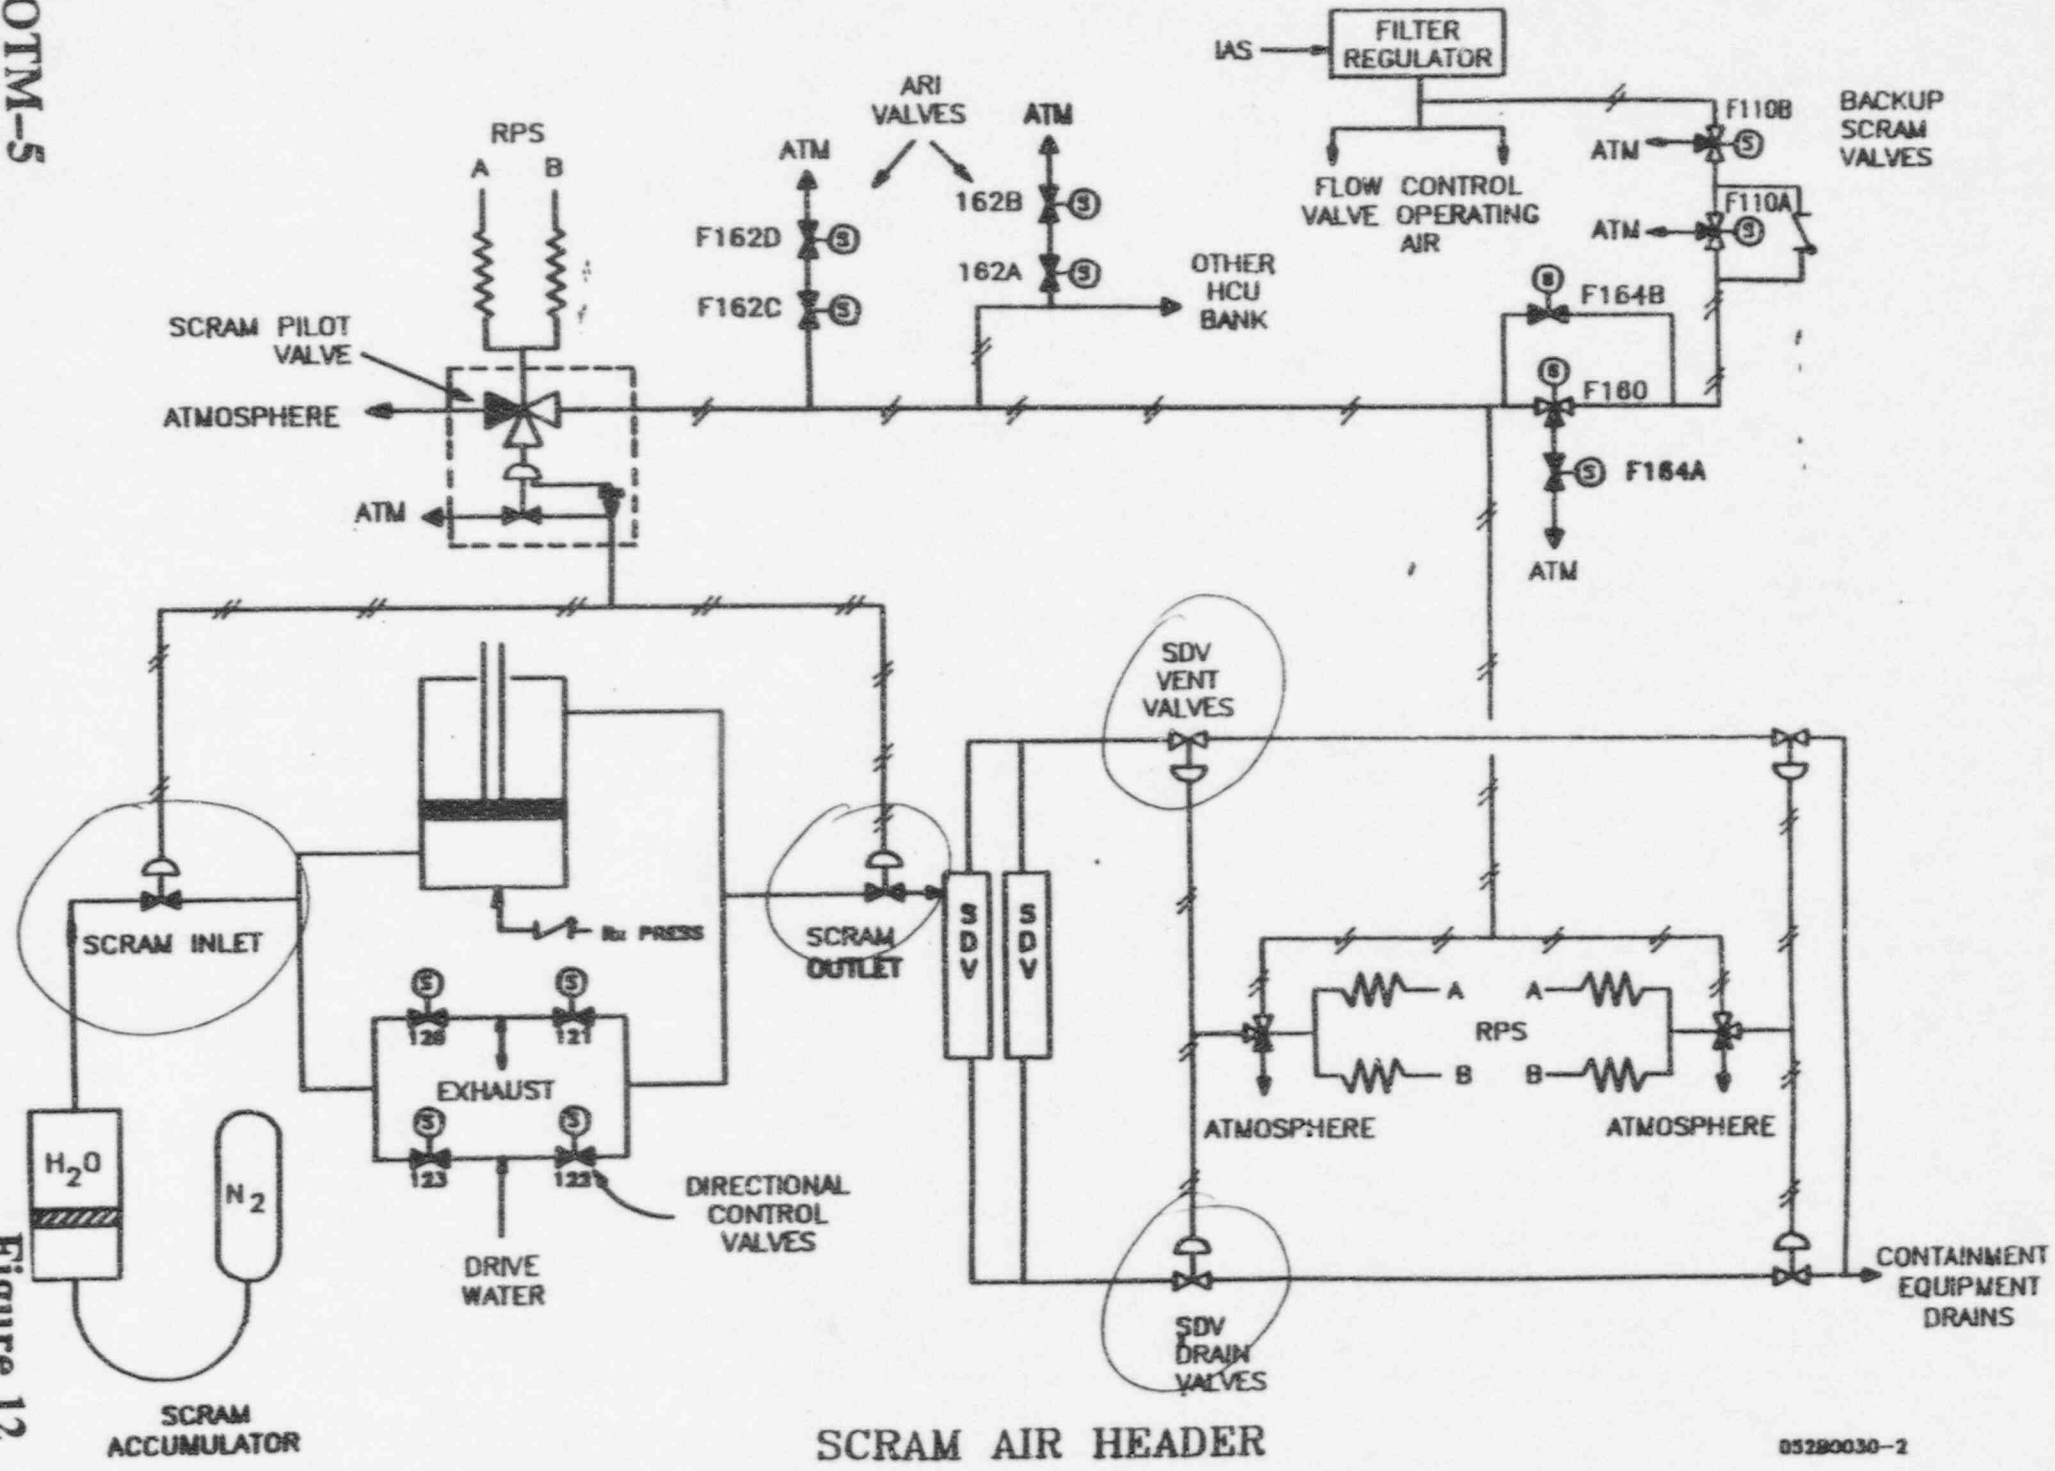 OTM-5
IAS
FILTER
REGULATOR
FLOW CONTROL
VALVE OPERATING
AIR
F110B
ATM
S
BACKUP
SCRAM
VALVES
F110A
ATM
S
ARI
VALVES
ATM
162B
S
162A
S
OTHER
HCU
BANK
ATM
F162D
S
F162C
S
RPS
A
B
SCRAM PILOT
VALVE
ATMOSPHERE
ATM
S
F164B
S
F160
S
F164A
ATM
SDV
VENT
VALVES
SCRAM INLET
Rx PRESS
SCRAM
OUTLET
SDV
SDV
S
S
120
121
EXHAUST
S
S
123
122
DRIVE
WATER
DIRECTIONAL
CONTROL
VALVES
A
A
RPS
B
B
ATMOSPHERE
ATMOSPHERE
H2O
N2
SCRAM
ACCUMULATOR
SDV
DRAIN
VALVES
CONTAINMENT
EQUIPMENT
DRAINS
SCRAM AIR HEADER
052B0030-2
Figure 12